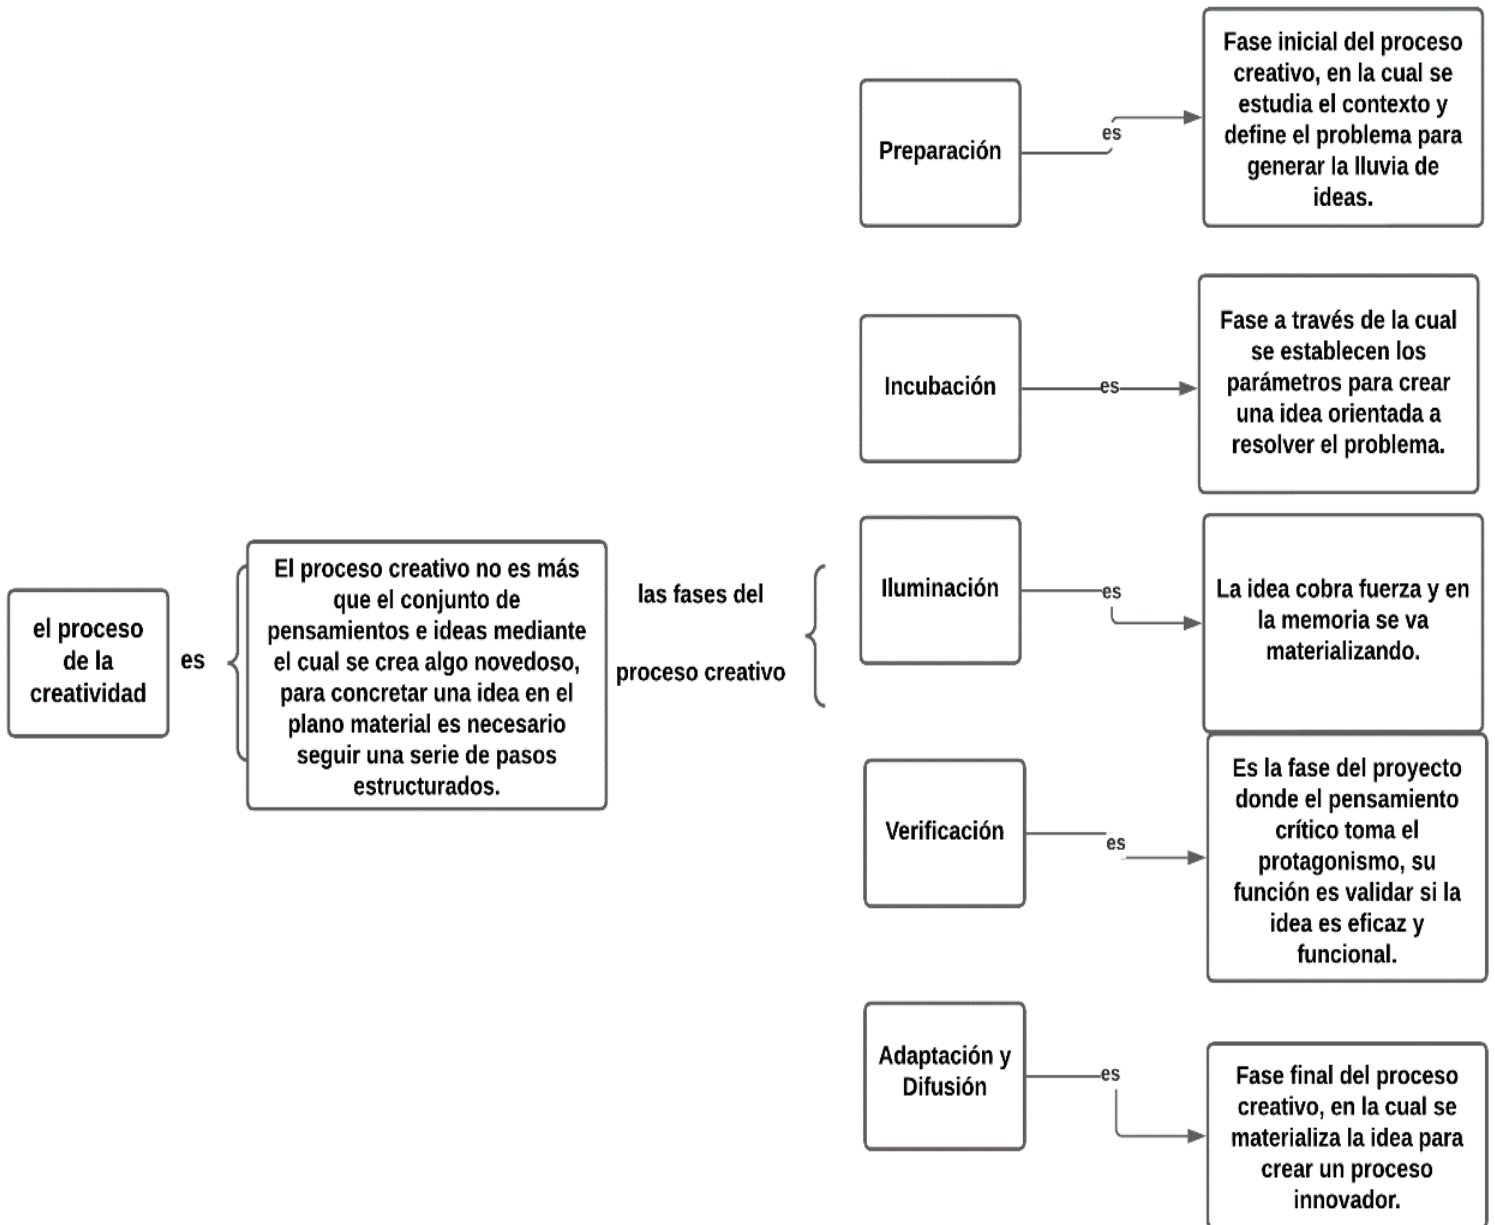 el proceso
de la
creatividad
es
El proceso creativo no es más
que el conjunto de
pensamientos e ideas mediante
el cual se crea algo novedoso,
para concretar una idea en el
plano material es necesario
seguir una serie de pasos
estructurados.
las fases del
proceso creativo
Preparación
es
Fase inicial del proceso
creativo, en la cual se
estudia el contexto y
define el problema para
generar la lluvia de
ideas.
Incubación
es
Fase a través de la cual
se establecen los
parámetros para crear
una idea orientada a
resolver el problema.
Iluminación
es
La idea cobra fuerza y en
la memoria se va
materializando.
Verificación
es
Es la fase del proyecto
donde el pensamiento
crítico toma el
protagonismo, su
función es validar si la
idea es eficaz y
funcional.
Adaptación y
Difusión
es
Fase final del proceso
creativo, en la cual se
materializa la idea para
crear un proceso
innovador.